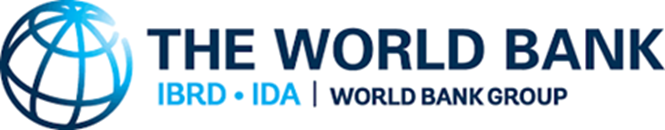 THE WORLD BANK
IBRD • IDA | WORLD BANK GROUP